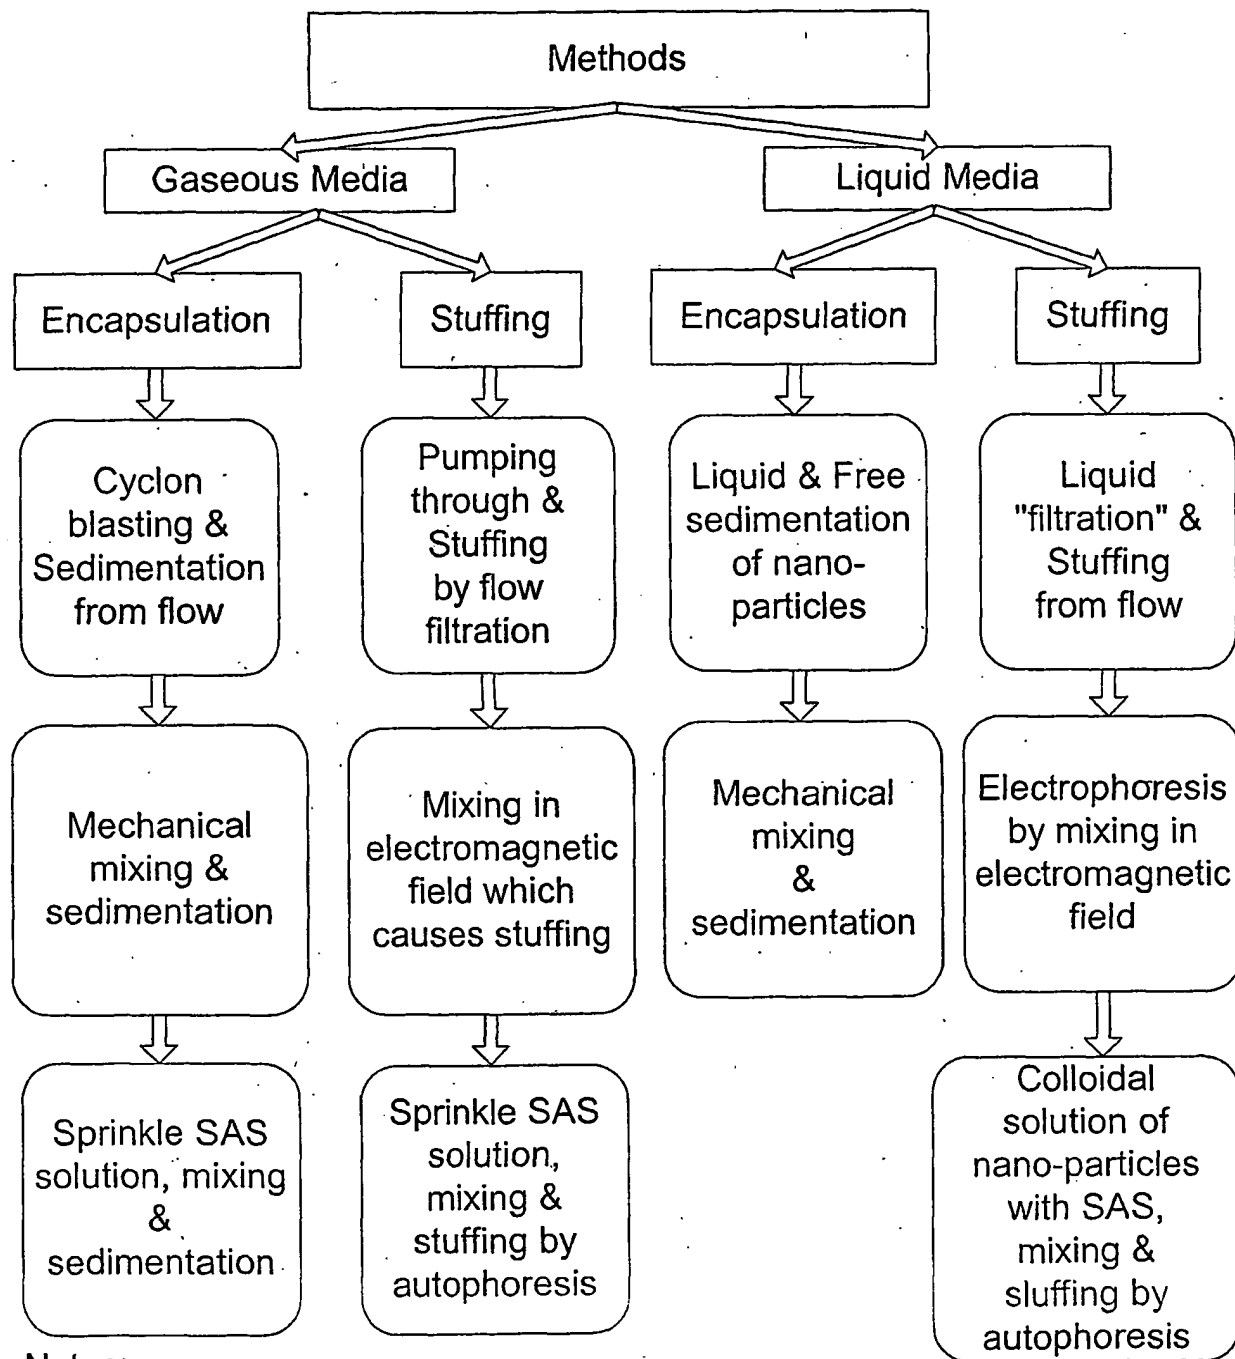 Methods
Gaseous Media
Liquid Media
Encapsulation
Stuffing
Encapsulation
Stuffing
Cyclon
blasting &
Sedimentation
from flow
Pumping
through &
Stuffing
by flow
filtration
Liquid & Free
sedimentation
of nano-
particles
Liquid
"filtration" &
Stuffing
from flow
Mechanical
mixing &
sedimentation
Mixing in
electromagnetic
field which
causes stuffing
Mechanical
mixing
&
sedimentation
Electrophoresis
by mixing in
electromagnetic
field
Sprinkle SAS
solution, mixing
&
sedimentation
Sprinkle SAS
solution,
mixing &
stuffing by
autophoresis
Colloidal
solution of
nano-particles
with SAS,
mixing &
sluffing by
autophoresis